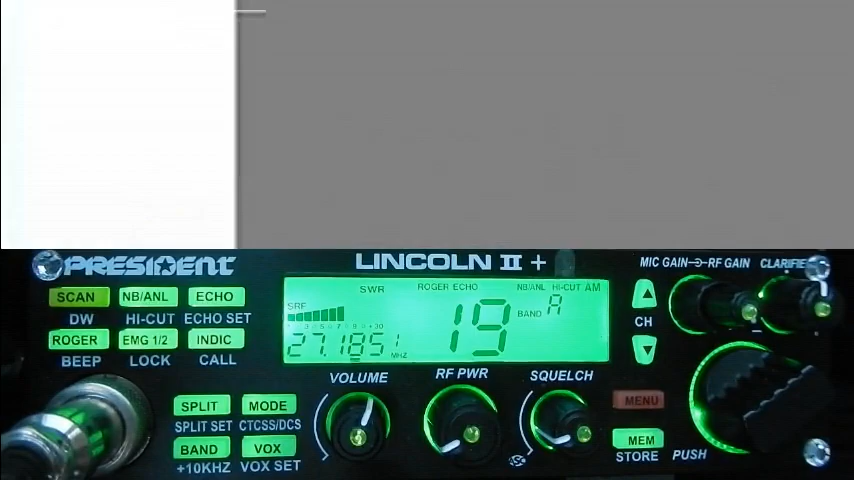 PRESIDENT
LINCOLN II +
MIC GAIN RF GAIN CLARIFIER
SCAN NB/ANL ECHO
DW HI-CUT ECHO SET
ROGER EMG 1/2 INDIC
BEEP LOCK CALL
SWR ROGER ECHO NB/ANL HI-CUT AM
SRF BAND A
19
27.185 MHZ
CH
VOLUME RF PWR SQUELCH
SPLIT MODE
SPLIT SET CTCSS/DCS
BAND VOX
+10KHZ VOX SET
MENU
MEM
STORE PUSH